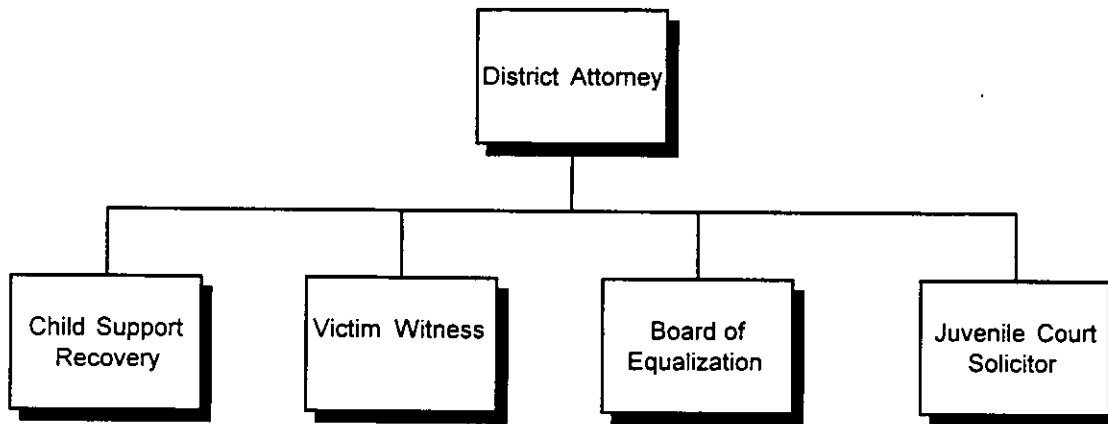 District Attorney
Child Support
Recovery
Victim Witness
Board of
Equalization
Juvenile Court
Solicitor